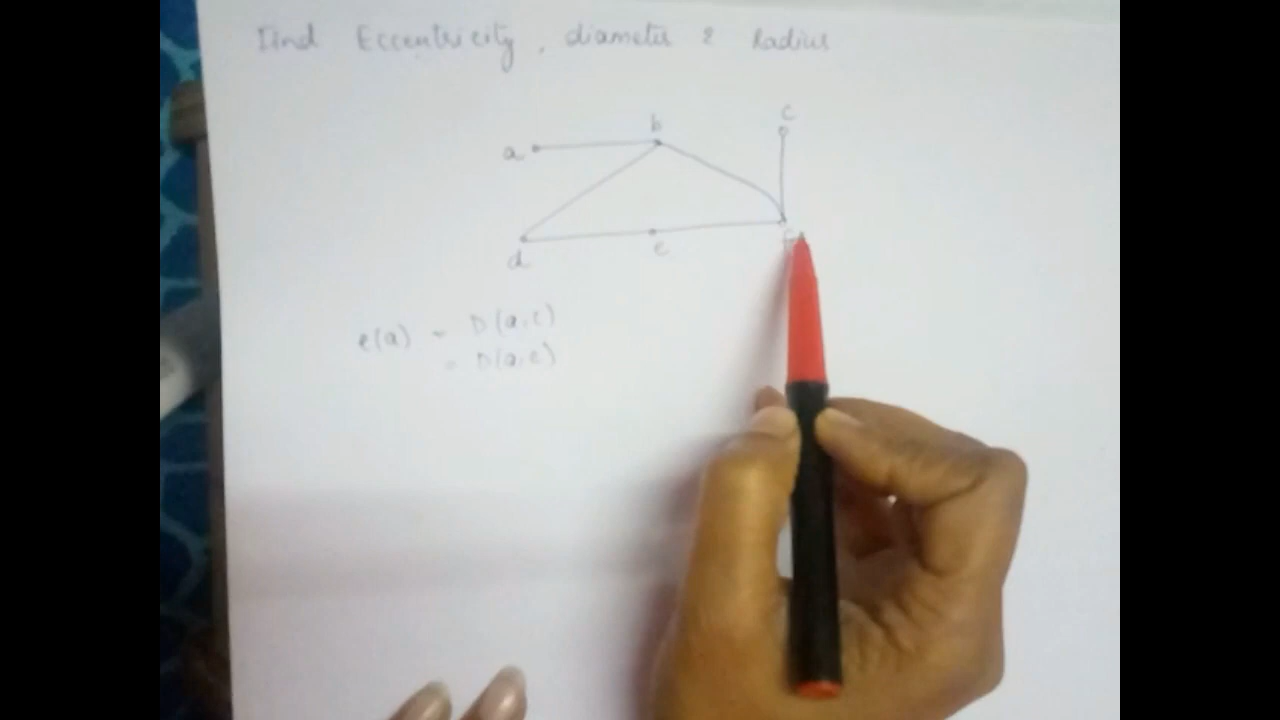 Find Eccentricity, diameter & Radius
a
b
c
d
e
e(a) = D(a,c)
= D(a,e)